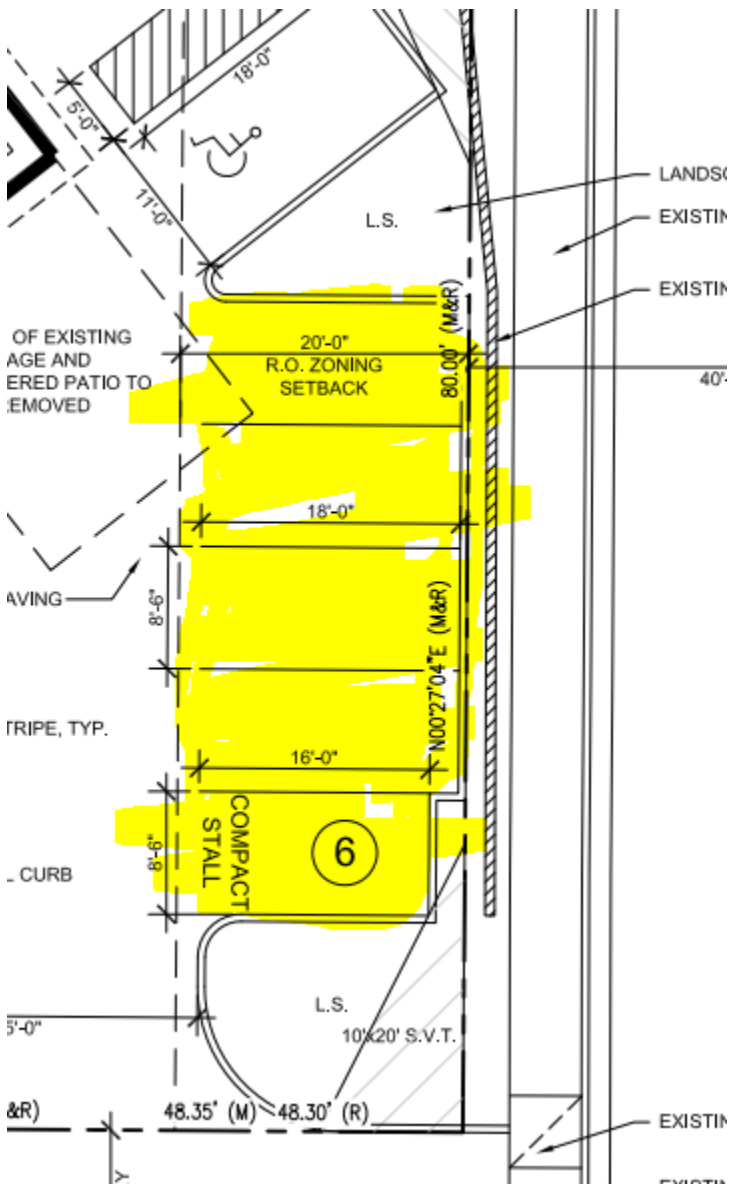 18'-0"
5'-0"
11'-0"
LANDSC
L.S.
EXISTIN
EXISTIN
80.00' (M&R)
OF EXISTING
AGE AND
ERED PATIO TO
REMOVED
20'-0"
R.O. ZONING
SETBACK
40'-
18'-0"
AVING
8'-6"
N00°27'04"E (M&R)
TRIPE, TYP.
16'-0"
COMPACT
STALL
6
8'-6"
CURB
L.S.
5'-0"
10'x20' S.V.T.
&R)
48.35' (M)
48.30' (R)
EXISTIN
Y